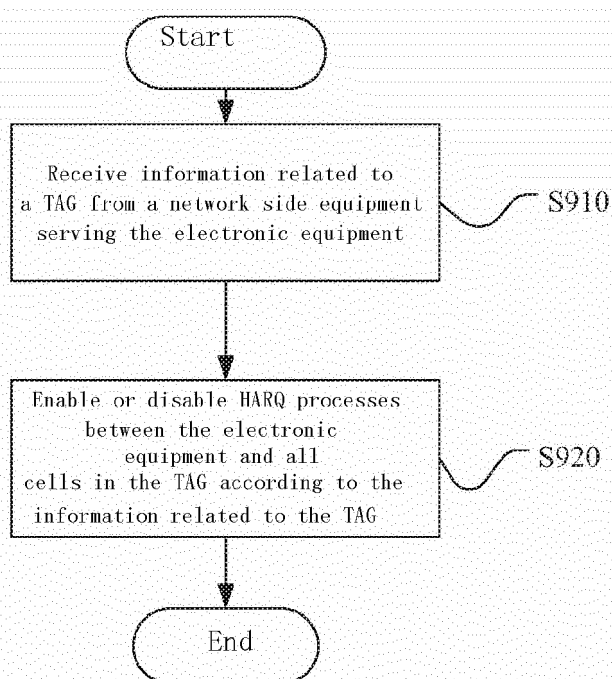 Start
Receive information related to
a TAG from a network side equipment
serving the electronic equipment
S910
Enable or disable HARQ processes
between the electronic
equipment and all
cells in the TAG according to the
information related to the TAG
S920
End